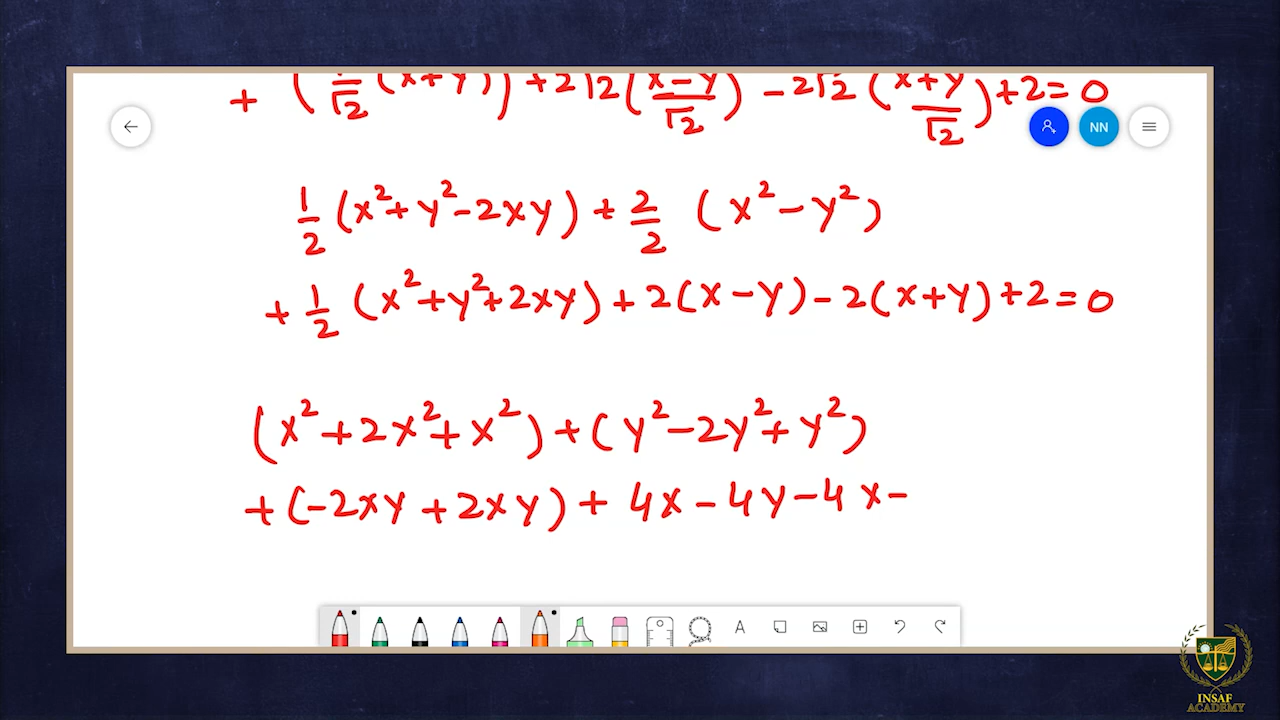 + (1/√2 (x+y)) + 2√2 (x−y/√2) − 2√2 (x+y/√2) + 2 = 0
NN
1/2 (x² + y² − 2xy) + 2/2 (x² − y²)
+ 1/2 (x² + y² + 2xy) + 2(x − y) − 2(x + y) + 2 = 0
(x² + 2x² + x²) + (y² − 2y² + y²)
+ (−2xy + 2xy) + 4x − 4y − 4x −
A
INSAF
ACADEMY